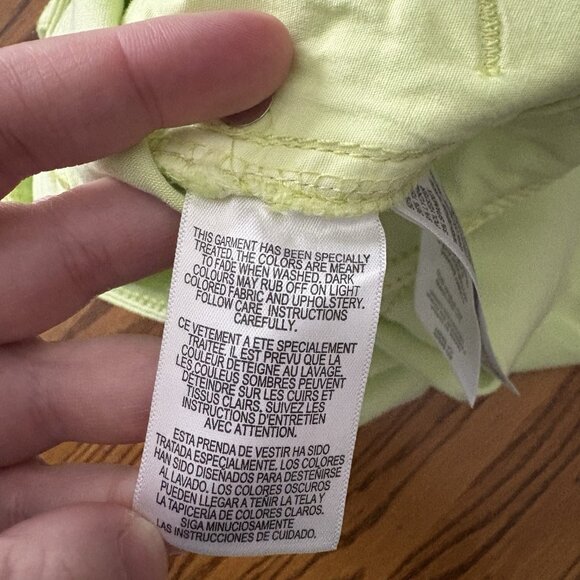 THIS GARMENT HAS BEEN SPECIALLY
TREATED. THE COLORS ARE MEANT
TO FADE WHEN WASHED. DARK
COLOURS MAY RUB OFF ON LIGHT
COLORED FABRIC AND UPHOLSTERY.
FOLLOW CARE INSTRUCTIONS
CAREFULLY.
CE VETEMENT A ETE SPECIALEMENT
TRAITEE. IL EST PREVU QUE LA
COULEUR DETEIGNE AU LAVAGE.
LES COULEUS SOMBRES PEUVENT
DETEINDRE SUR LES CUIRS ET
TISSUS CLAIRS. SUIVEZ LES
INSTRUCTIONS D'ENTRETIEN
AVEC ATTENTION.
ESTA PRENDA DE VESTIR HA SIDO
TRATADA ESPECIALMENTE. LOS COLORES
HAN SIDO DISEÑADOS PARA DESTEÑIRSE
AL LAVADO. LOS COLORES OSCUROS
PUEDEN LLEGAR A TEÑIR LA TELA Y
LA TAPICERÍA DE COLORES CLAROS.
SIGA MINUCIOSAMENTE
LAS INSTRUCCIONES DE CUIDADO.